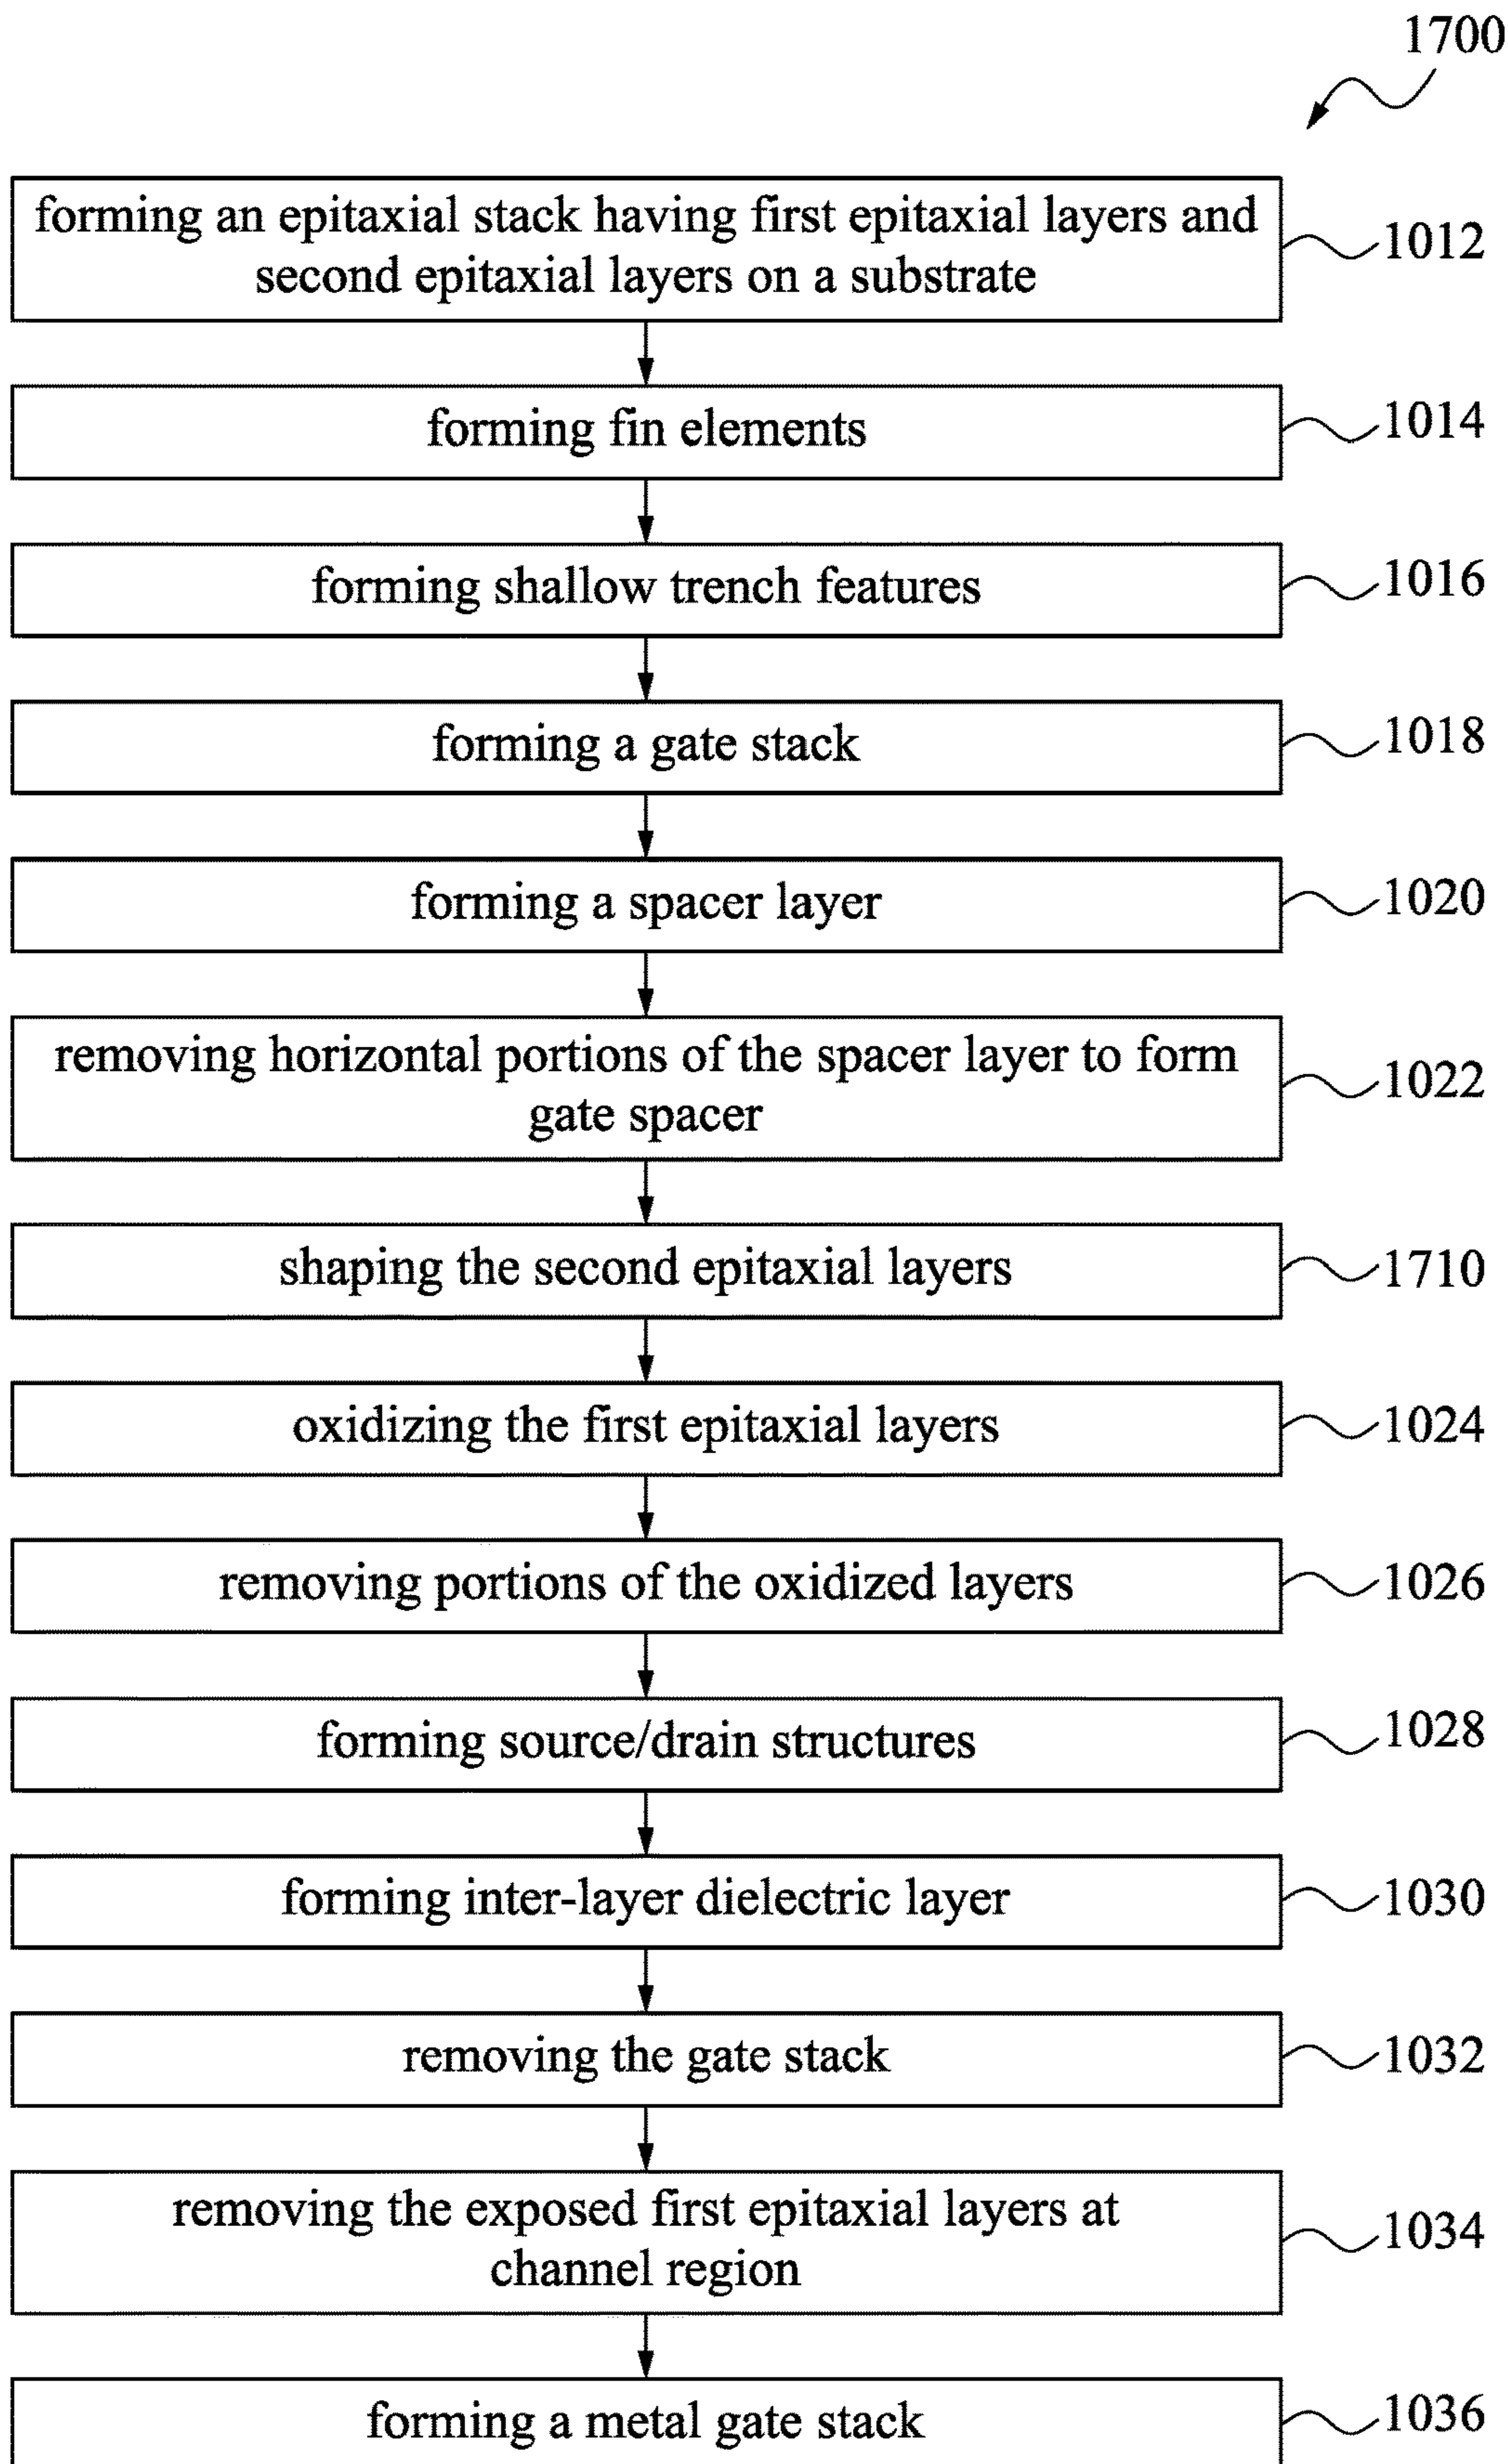 1700
forming an epitaxial stack having first epitaxial layers and
second epitaxial layers on a substrate
1012
forming fin elements
1014
forming shallow trench features
1016
forming a gate stack
1018
forming a spacer layer
1020
removing horizontal portions of the spacer layer to form
gate spacer
1022
shaping the second epitaxial layers
1710
oxidizing the first epitaxial layers
1024
removing portions of the oxidized layers
1026
forming source/drain structures
1028
forming inter-layer dielectric layer
1030
removing the gate stack
1032
removing the exposed first epitaxial layers at
channel region
1034
forming a metal gate stack
1036